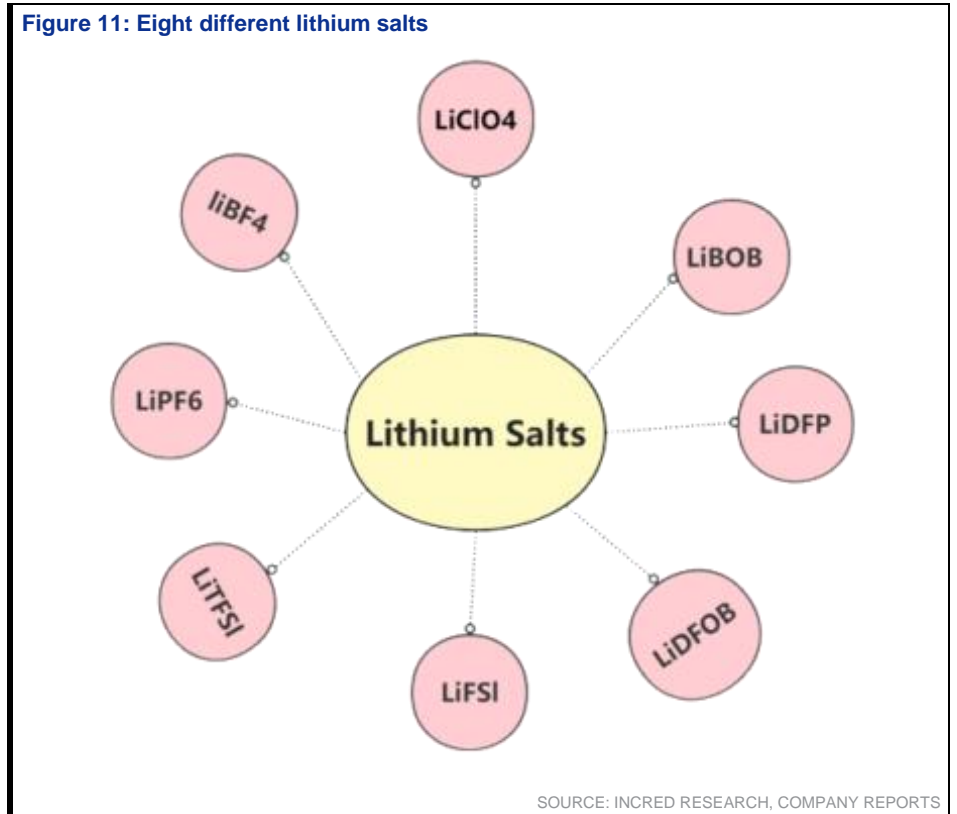 Figure 11: Eight different lithium salts
LiClO4
liBF4
LiBOB
LiPF6
Lithium Salts
LiDFP
LiTFSI
LiDFOB
LiFSI
SOURCE: INCRED RESEARCH, COMPANY REPORTS